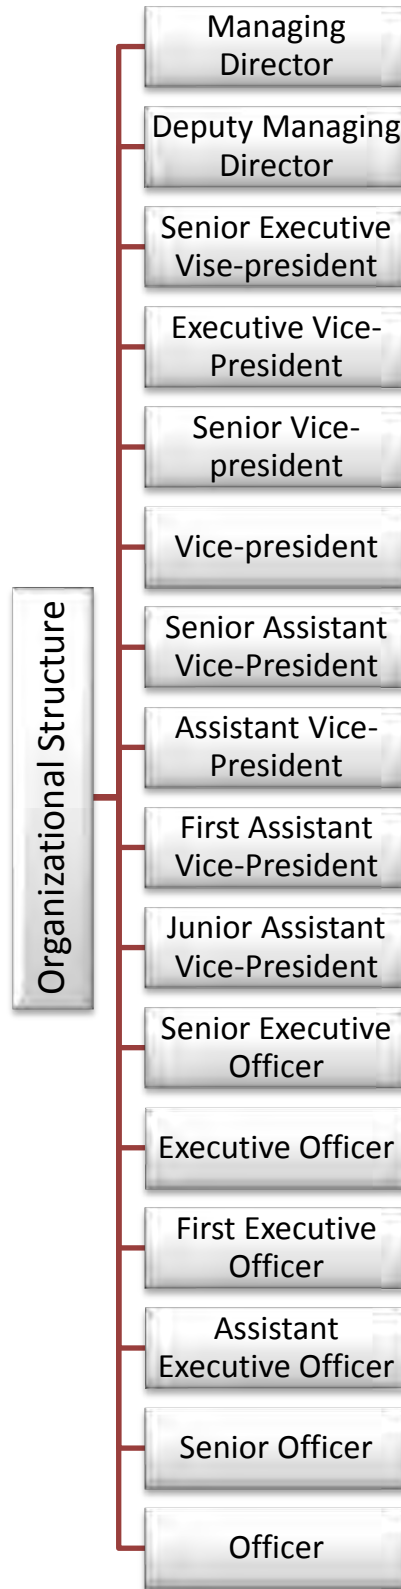 Managing
Director
Deputy Managing
Director
Senior Executive
Vise-president
Executive Vice-
President
Senior Vice-
president
Vice-president
Organizational Structure
Senior Assistant
Vice-President
Assistant Vice-
President
First Assistant
Vice-President
Junior Assistant
Vice-President
Senior Executive
Officer
Executive Officer
First Executive
Officer
Assistant
Executive Officer
Senior Officer
Officer